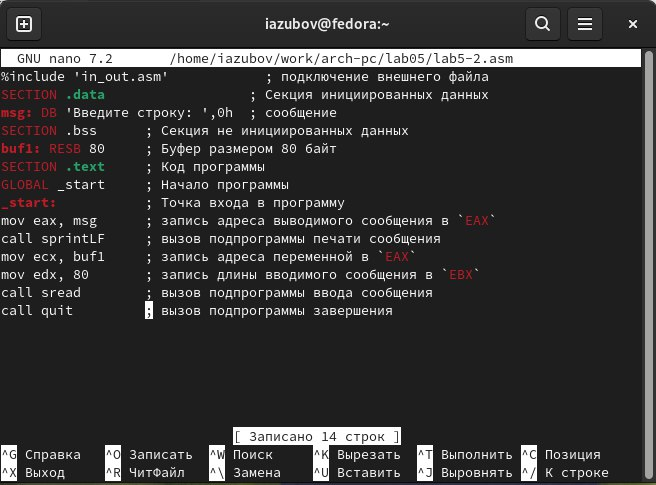 iazubov@fedora:~
GNU nano 7.2 /home/iazubov/work/arch-pc/lab05/lab5-2.asm
%include 'in_out.asm' ; подключение внешнего файла
SECTION .data ; Секция инициированных данных
msg: DB 'Введите строку: ',0h ; сообщение
SECTION .bss ; Секция не инициированных данных
buf1: RESB 80 ; Буфер размером 80 байт
SECTION .text ; Код программы
GLOBAL _start ; Начало программы
_start: ; Точка входа в программу
mov eax, msg ; запись адреса выводимого сообщения в `EAX`
call sprintLF ; вызов подпрограммы печати сообщения
mov ecx, buf1 ; запись адреса переменной в `EAX`
mov edx, 80 ; запись длины вводимого сообщения в `EBX`
call sread ; вызов подпрограммы ввода сообщения
call quit ; вызов подпрограммы завершения
[ Записано 14 строк ]
^G Справка ^O Записать ^W Поиск ^K Вырезать ^T Выполнить ^C Позиция
^X Выход ^R ЧитФайл ^\ Замена ^U Вставить ^J Выровнять ^/ К строке